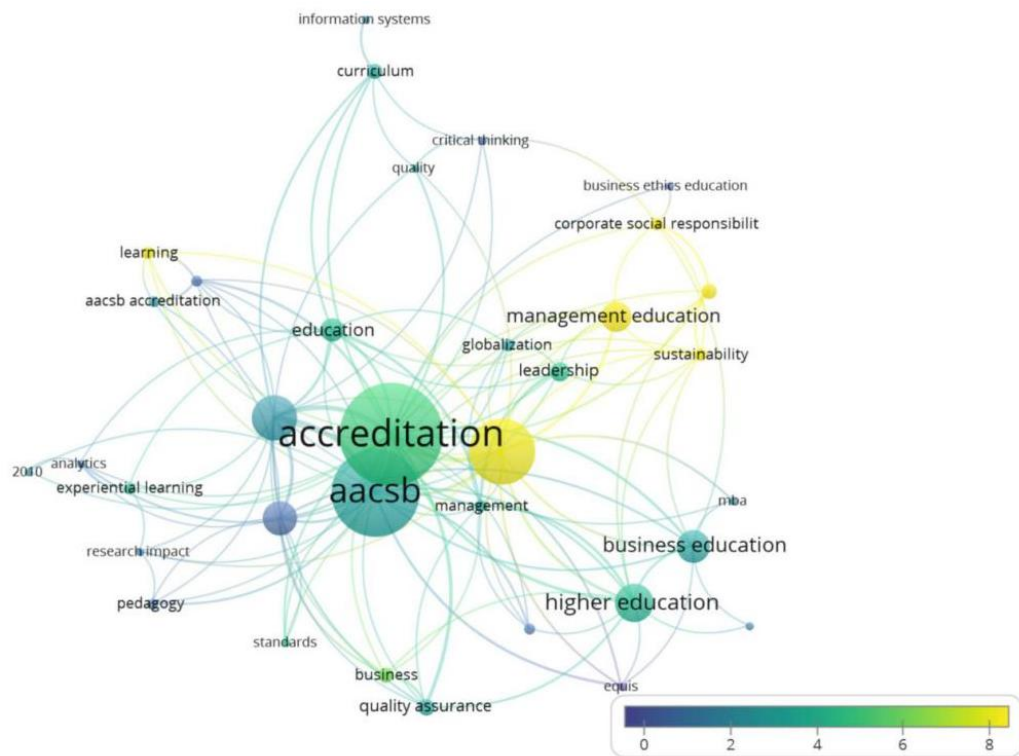 information systems
curriculum
critical thinking
quality
business ethics education
corporate social responsibilit
learning
aacsb accreditation
education
management education
globalization
sustainability
leadership
accreditation
aacsb
2010
analytics
experiential learning
management
mba
research impact
business education
pedagogy
higher education
standards
business
quality assurance
equis
0 2 4 6 8